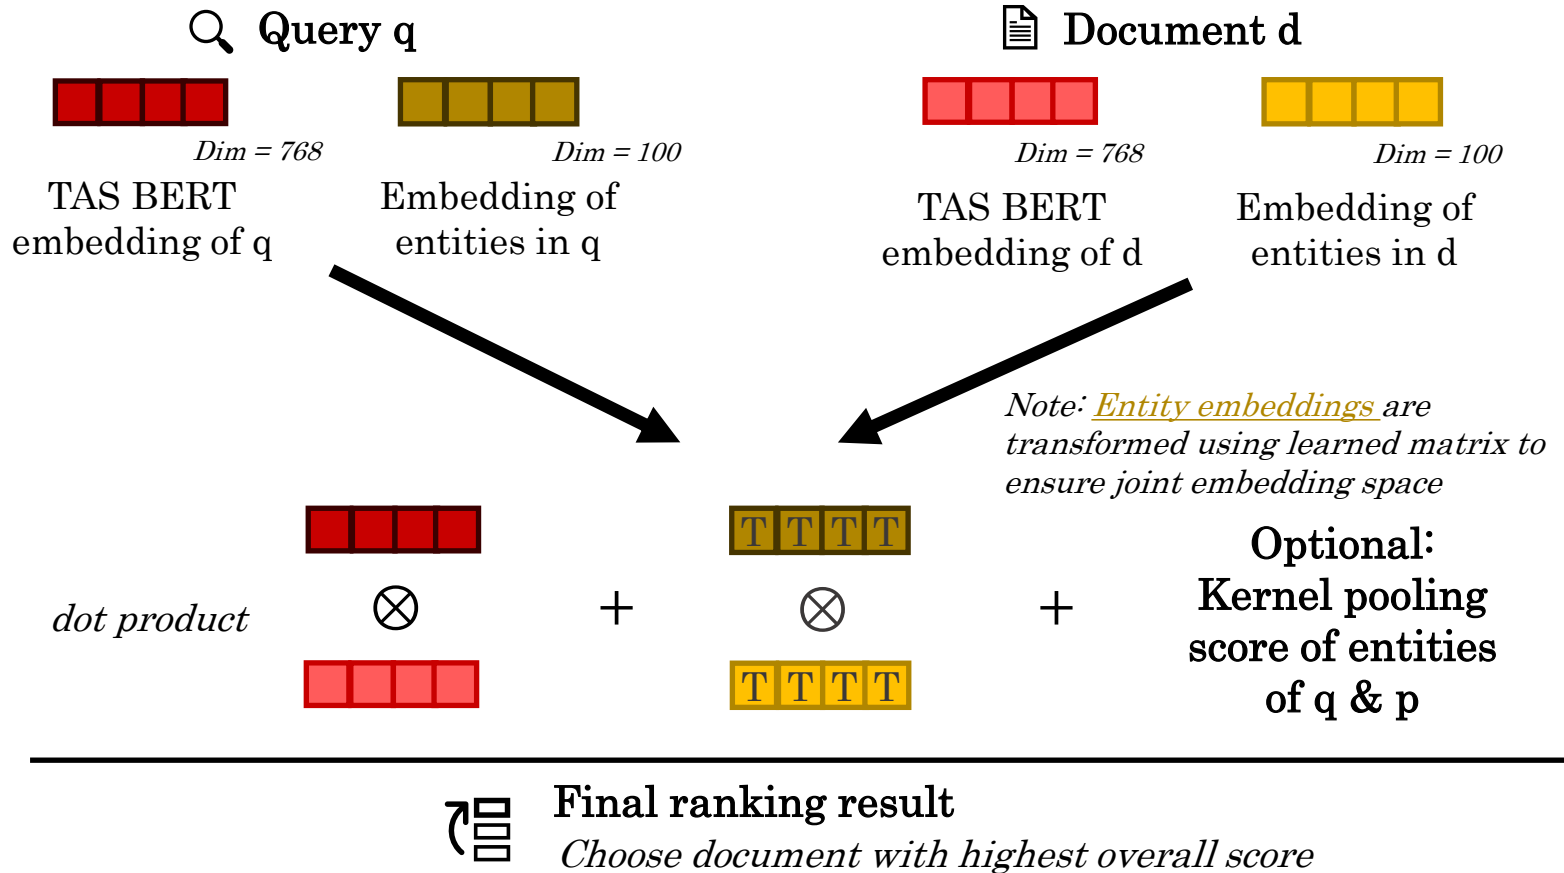 Query q
Document d
Dim = 768
Dim = 100
Dim = 768
Dim = 100
TAS BERT
embedding of q
Embedding of
entities in q
TAS BERT
embedding of d
Embedding of
entities in d
Note: Entity embeddings are
transformed using learned matrix to
ensure joint embedding space
T T T T
dot product
⊗
+
⊗
+
T T T T
Optional:
Kernel pooling
score of entities
of q & p
Final ranking result
Choose document with highest overall score